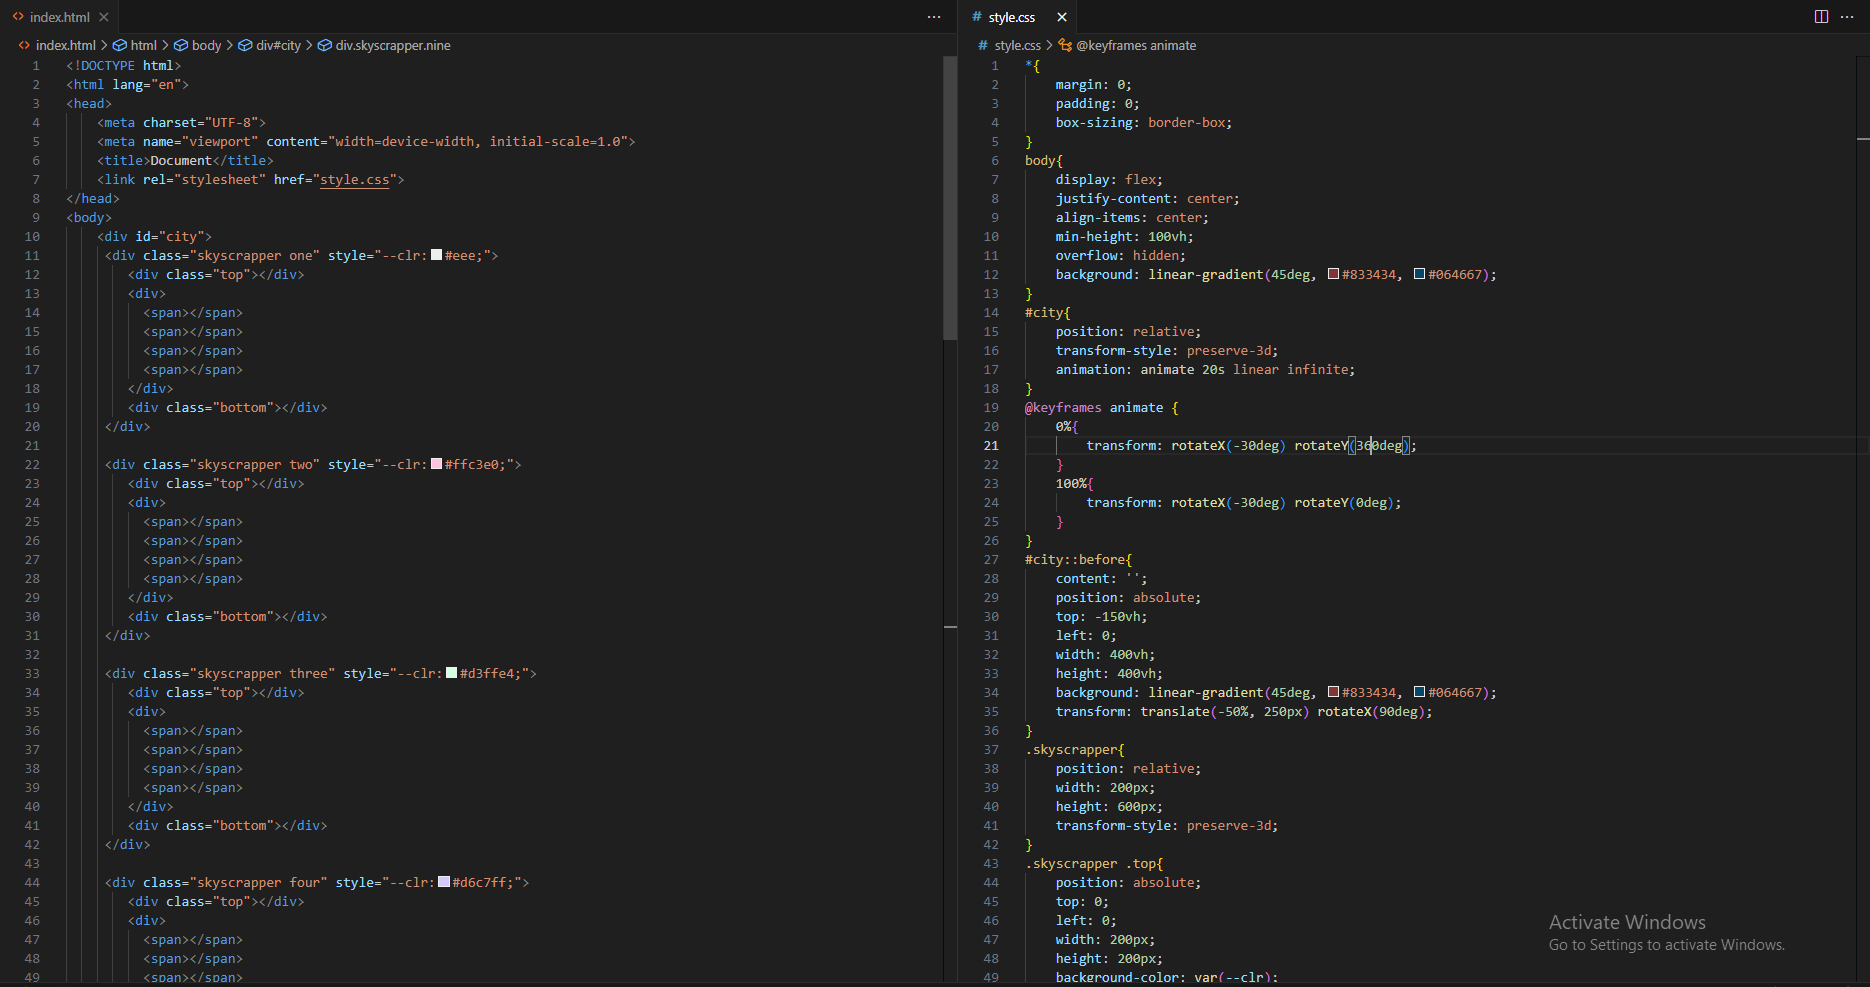 index.html
index.html > html > body > div#city > div.skyscrapper.nine
1 <!DOCTYPE html>
2 <html lang="en">
3 <head>
4 <meta charset="UTF-8">
5 <meta name="viewport" content="width=device-width, initial-scale=1.0">
6 <title>Document</title>
7 <link rel="stylesheet" href="style.css">
8 </head>
9 <body>
10 <div id="city">
11 <div class="skyscrapper one" style="--clr:#eee;">
12 <div class="top"></div>
13 <div>
14 <span></span>
15 <span></span>
16 <span></span>
17 <span></span>
18 </div>
19 <div class="bottom"></div>
20 </div>
21
22 <div class="skyscrapper two" style="--clr:#ffc3e0;">
23 <div class="top"></div>
24 <div>
25 <span></span>
26 <span></span>
27 <span></span>
28 <span></span>
29 </div>
30 <div class="bottom"></div>
31 </div>
32
33 <div class="skyscrapper three" style="--clr:#d3ffe4;">
34 <div class="top"></div>
35 <div>
36 <span></span>
37 <span></span>
38 <span></span>
39 <span></span>
40 </div>
41 <div class="bottom"></div>
42 </div>
43
44 <div class="skyscrapper four" style="--clr:#d6c7ff;">
45 <div class="top"></div>
46 <div>
47 <span></span>
48 <span></span>
49 <span></span>
# style.css
# style.css > @keyframes animate
1 *{
2 margin: 0;
3 padding: 0;
4 box-sizing: border-box;
5 }
6 body{
7 display: flex;
8 justify-content: center;
9 align-items: center;
10 min-height: 100vh;
11 overflow: hidden;
12 background: linear-gradient(45deg, #833434, #064667);
13 }
14 #city{
15 position: relative;
16 transform-style: preserve-3d;
17 animation: animate 20s linear infinite;
18 }
19 @keyframes animate {
20 0%{
21 transform: rotateX(-30deg) rotateY(360deg);
22 }
23 100%{
24 transform: rotateX(-30deg) rotateY(0deg);
25 }
26 }
27 #city::before{
28 content: '';
29 position: absolute;
30 top: -150vh;
31 left: 0;
32 width: 400vh;
33 height: 400vh;
34 background: linear-gradient(45deg, #833434, #064667);
35 transform: translate(-50%, 250px) rotateX(90deg);
36 }
37 .skyscrapper{
38 position: relative;
39 width: 200px;
40 height: 600px;
41 transform-style: preserve-3d;
42 }
43 .skyscrapper .top{
44 position: absolute;
45 top: 0;
46 left: 0;
47 width: 200px;
48 height: 200px;
49 background-color: var(--clr);
Activate Windows
Go to Settings to activate Windows.